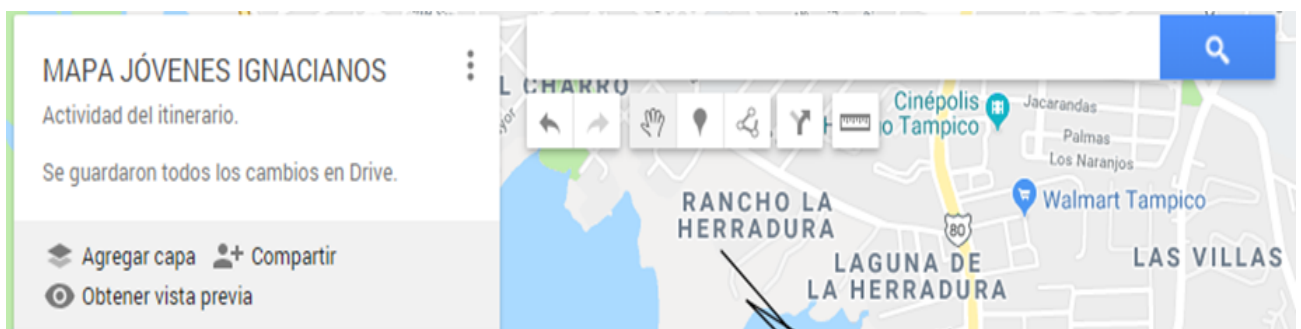 MAPA JÓVENES IGNACIANOS
Actividad del itinerario.
Se guardaron todos los cambios en Drive.
Agregar capa
Compartir
Obtener vista previa
L CHARRO
Cinépolis
o Tampico
Jacarandas
Palmas
Los Naranjos
Walmart Tampico
RANCHO LA
HERRADURA
80
LAGUNA DE
LA HERRADURA
LAS VILLAS